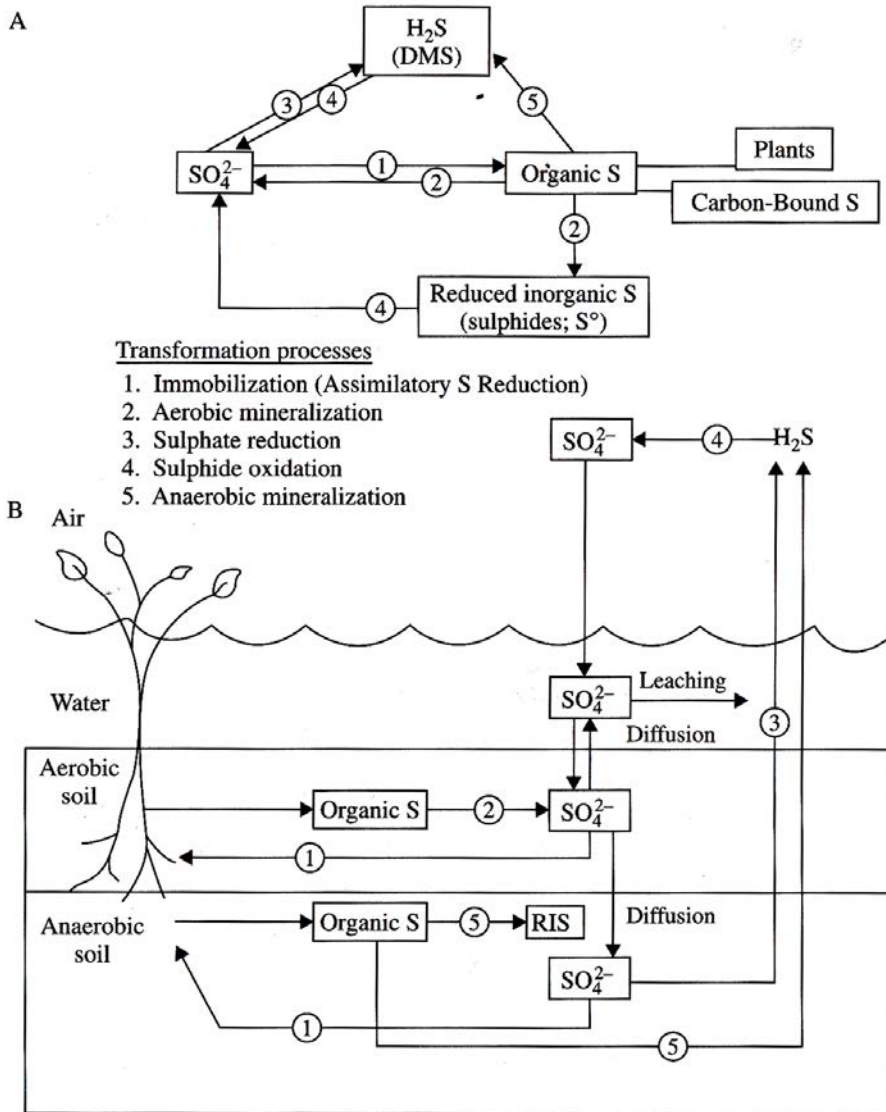 A
H₂S
(DMS)
3
4
5
SO₄²⁻
1
2
Organic S
Plants
Carbon-Bound S
2
4
Reduced inorganic S
(sulphides; S°)
Transformation processes
1. Immobilization (Assimilatory S Reduction)
2. Aerobic mineralization
3. Sulphate reduction
4. Sulphide oxidation
5. Anaerobic mineralization
SO₄²⁻
4
H₂S
B
Air
Water
SO₄²⁻
Leaching
3
Diffusion
Aerobic
soil
Organic S
2
SO₄²⁻
1
Anaerobic
soil
Organic S
5
RIS
Diffusion
SO₄²⁻
1
5